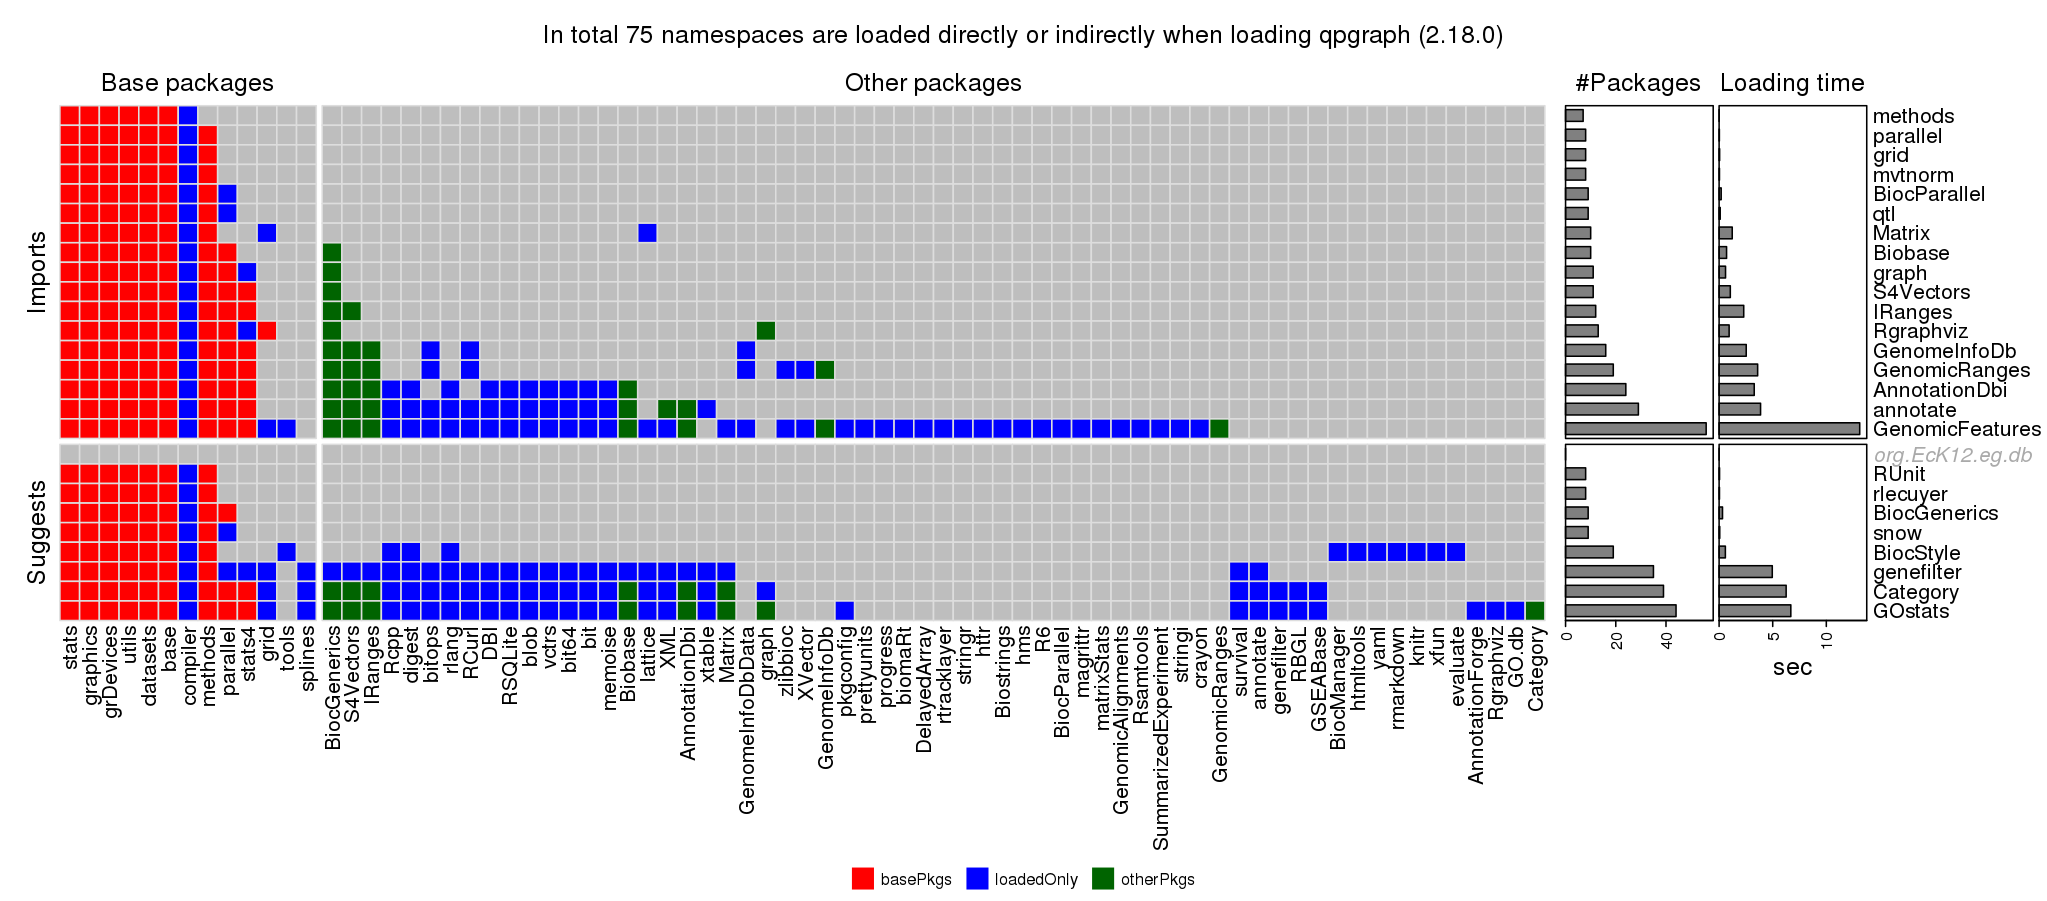 In total 75 namespaces are loaded directly or indirectly when loading qpgraph (2.18.0)
Base packages
Other packages
#Packages
Loading time
Imports
methods
parallel
grid
mvtnorm
BiocParallel
qtl
Matrix
Biobase
graph
S4Vectors
IRanges
Rgraphviz
GenomeInfoDb
GenomicRanges
AnnotationDbi
annotate
GenomicFeatures
Suggests
org.EcK12.eg.db
RUnit
rlecuyer
BiocGenerics
snow
BiocStyle
genefilter
Category
GOstats
stats
graphics
grDevices
utils
datasets
base
compiler
methods
parallel
stats4
grid
tools
splines
BiocGenerics
S4Vectors
IRanges
Rcpp
digest
bitops
rlang
RCurl
DBI
RSQLite
blob
vctrs
bit64
bit
memoise
Biobase
lattice
XML
AnnotationDbi
xtable
Matrix
GenomeInfoDbData
graph
zlibbioc
XVector
GenomeInfoDb
pkgconfig
prettyunits
progress
biomaRt
DelayedArray
rtracklayer
stringr
httr
Biostrings
hms
R6
BiocParallel
magrittr
matrixStats
GenomicAlignments
Rsamtools
SummarizedExperiment
stringi
crayon
GenomicRanges
survival
annotate
genefilter
RBGL
GSEABase
BiocManager
htmltools
yaml
rmarkdown
knitr
xfun
evaluate
AnnotationForge
Rgraphviz
GO.db
Category
0
20
40
0
5
10
sec
basePkgs
loadedOnly
otherPkgs